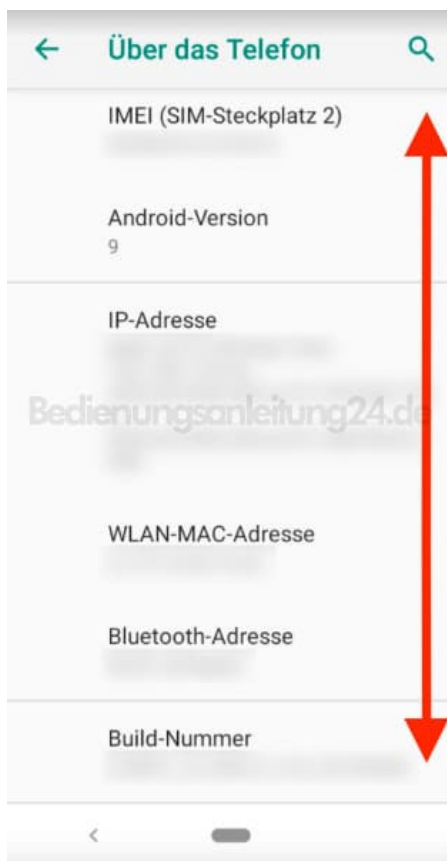 Über das Telefon
IMEI (SIM-Steckplatz 2)
Android-Version
9
IP-Adresse
Bedienungsanleitung24.de
WLAN-MAC-Adresse
Bluetooth-Adresse
Build-Nummer